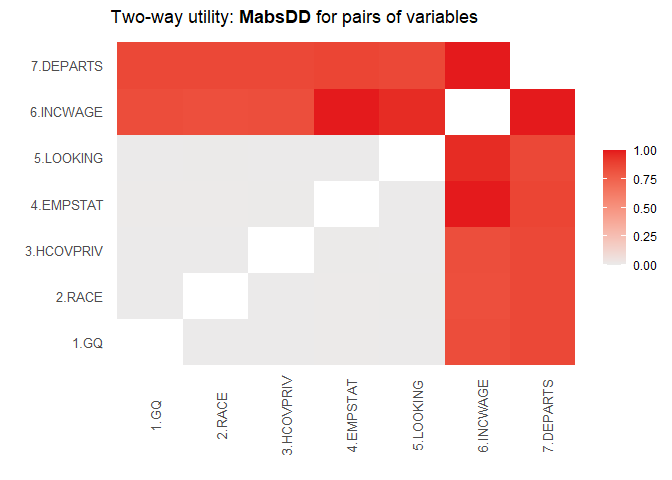 Two-way utility: MabsDD for pairs of variables
7.DEPARTS
6.INCWAGE
5.LOOKING
4.EMPSTAT
3.HCOVPRIV
2.RACE
1.GQ
1.GQ
2.RACE
3.HCOVPRIV
4.EMPSTAT
5.LOOKING
6.INCWAGE
7.DEPARTS
1.00
0.75
0.50
0.25
0.00